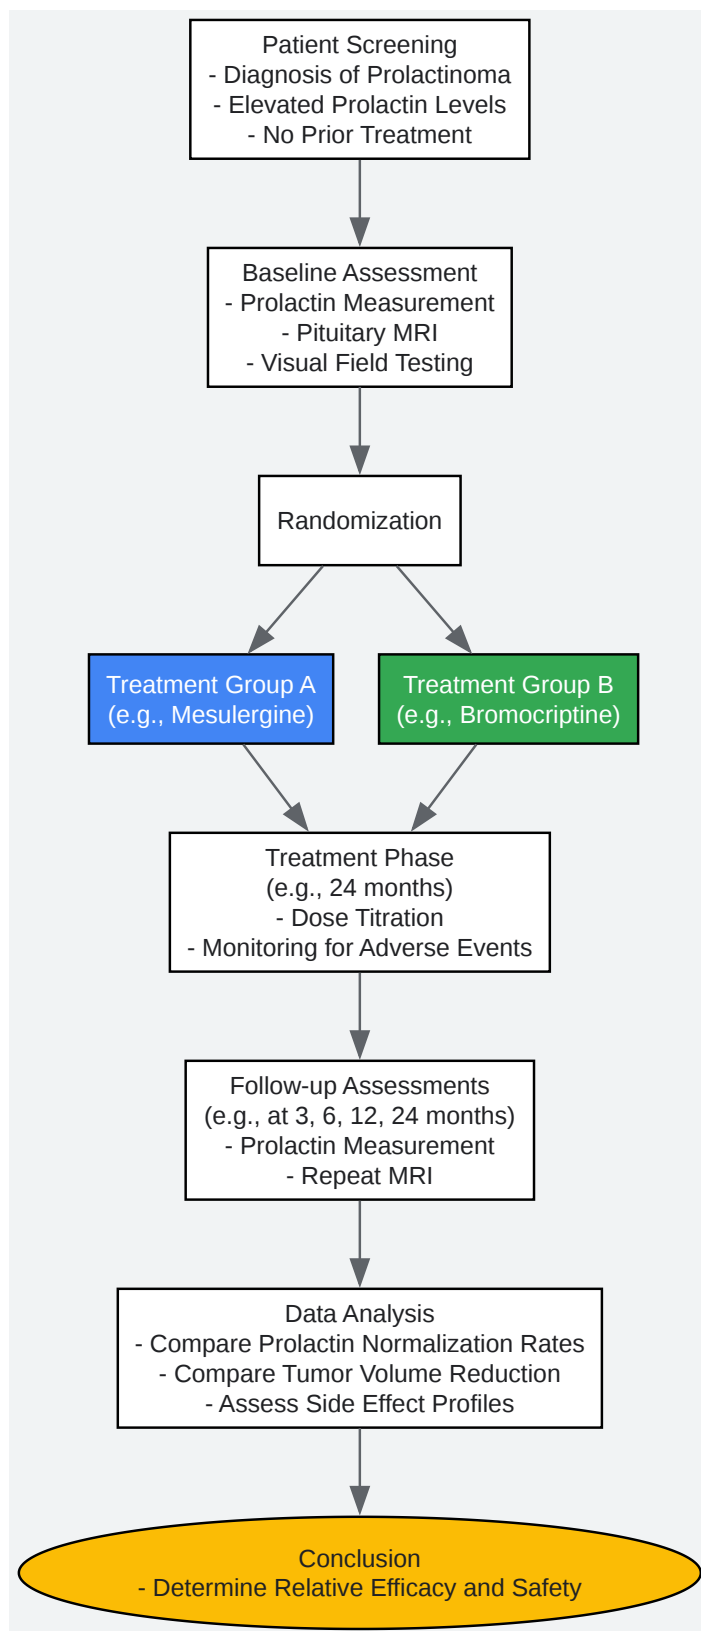 Patient Screening
- Diagnosis of Prolactinoma
- Elevated Prolactin Levels
- No Prior Treatment
Baseline Assessment
- Prolactin Measurement
- Pituitary MRI
- Visual Field Testing
Randomization
Treatment Group A
(e.g., Mesulergine)
Treatment Group B
(e.g., Bromocriptine)
Treatment Phase
(e.g., 24 months)
- Dose Titration
- Monitoring for Adverse Events
Follow-up Assessments
(e.g., at 3, 6, 12, 24 months)
- Prolactin Measurement
- Repeat MRI
Data Analysis
- Compare Prolactin Normalization Rates
- Compare Tumor Volume Reduction
- Assess Side Effect Profiles
Conclusion
- Determine Relative Efficacy and Safety